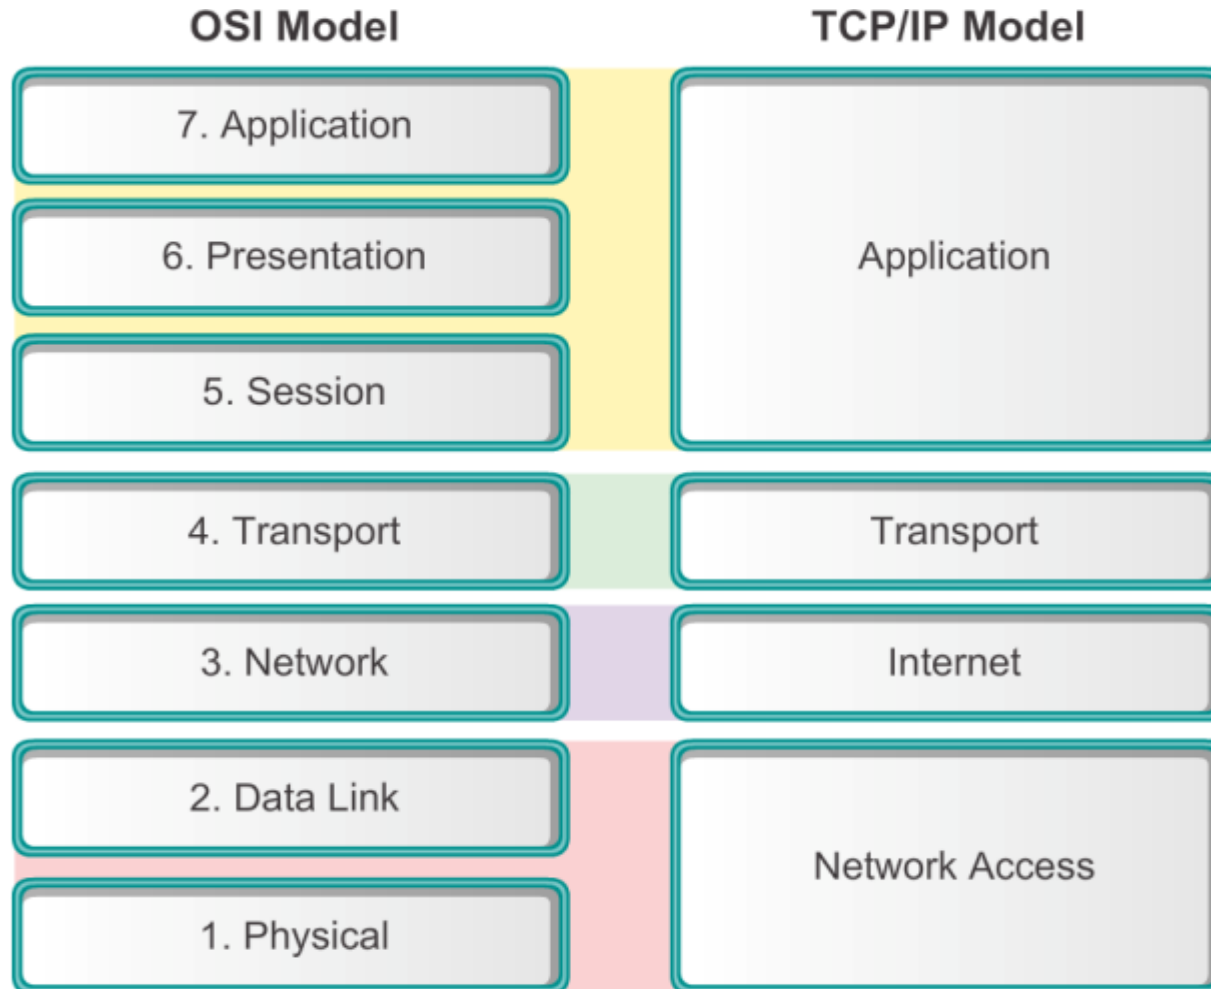 OSI Model
TCP/IP Model
7. Application
6. Presentation
5. Session
Application
4. Transport
Transport
3. Network
Internet
2. Data Link
1. Physical
Network Access